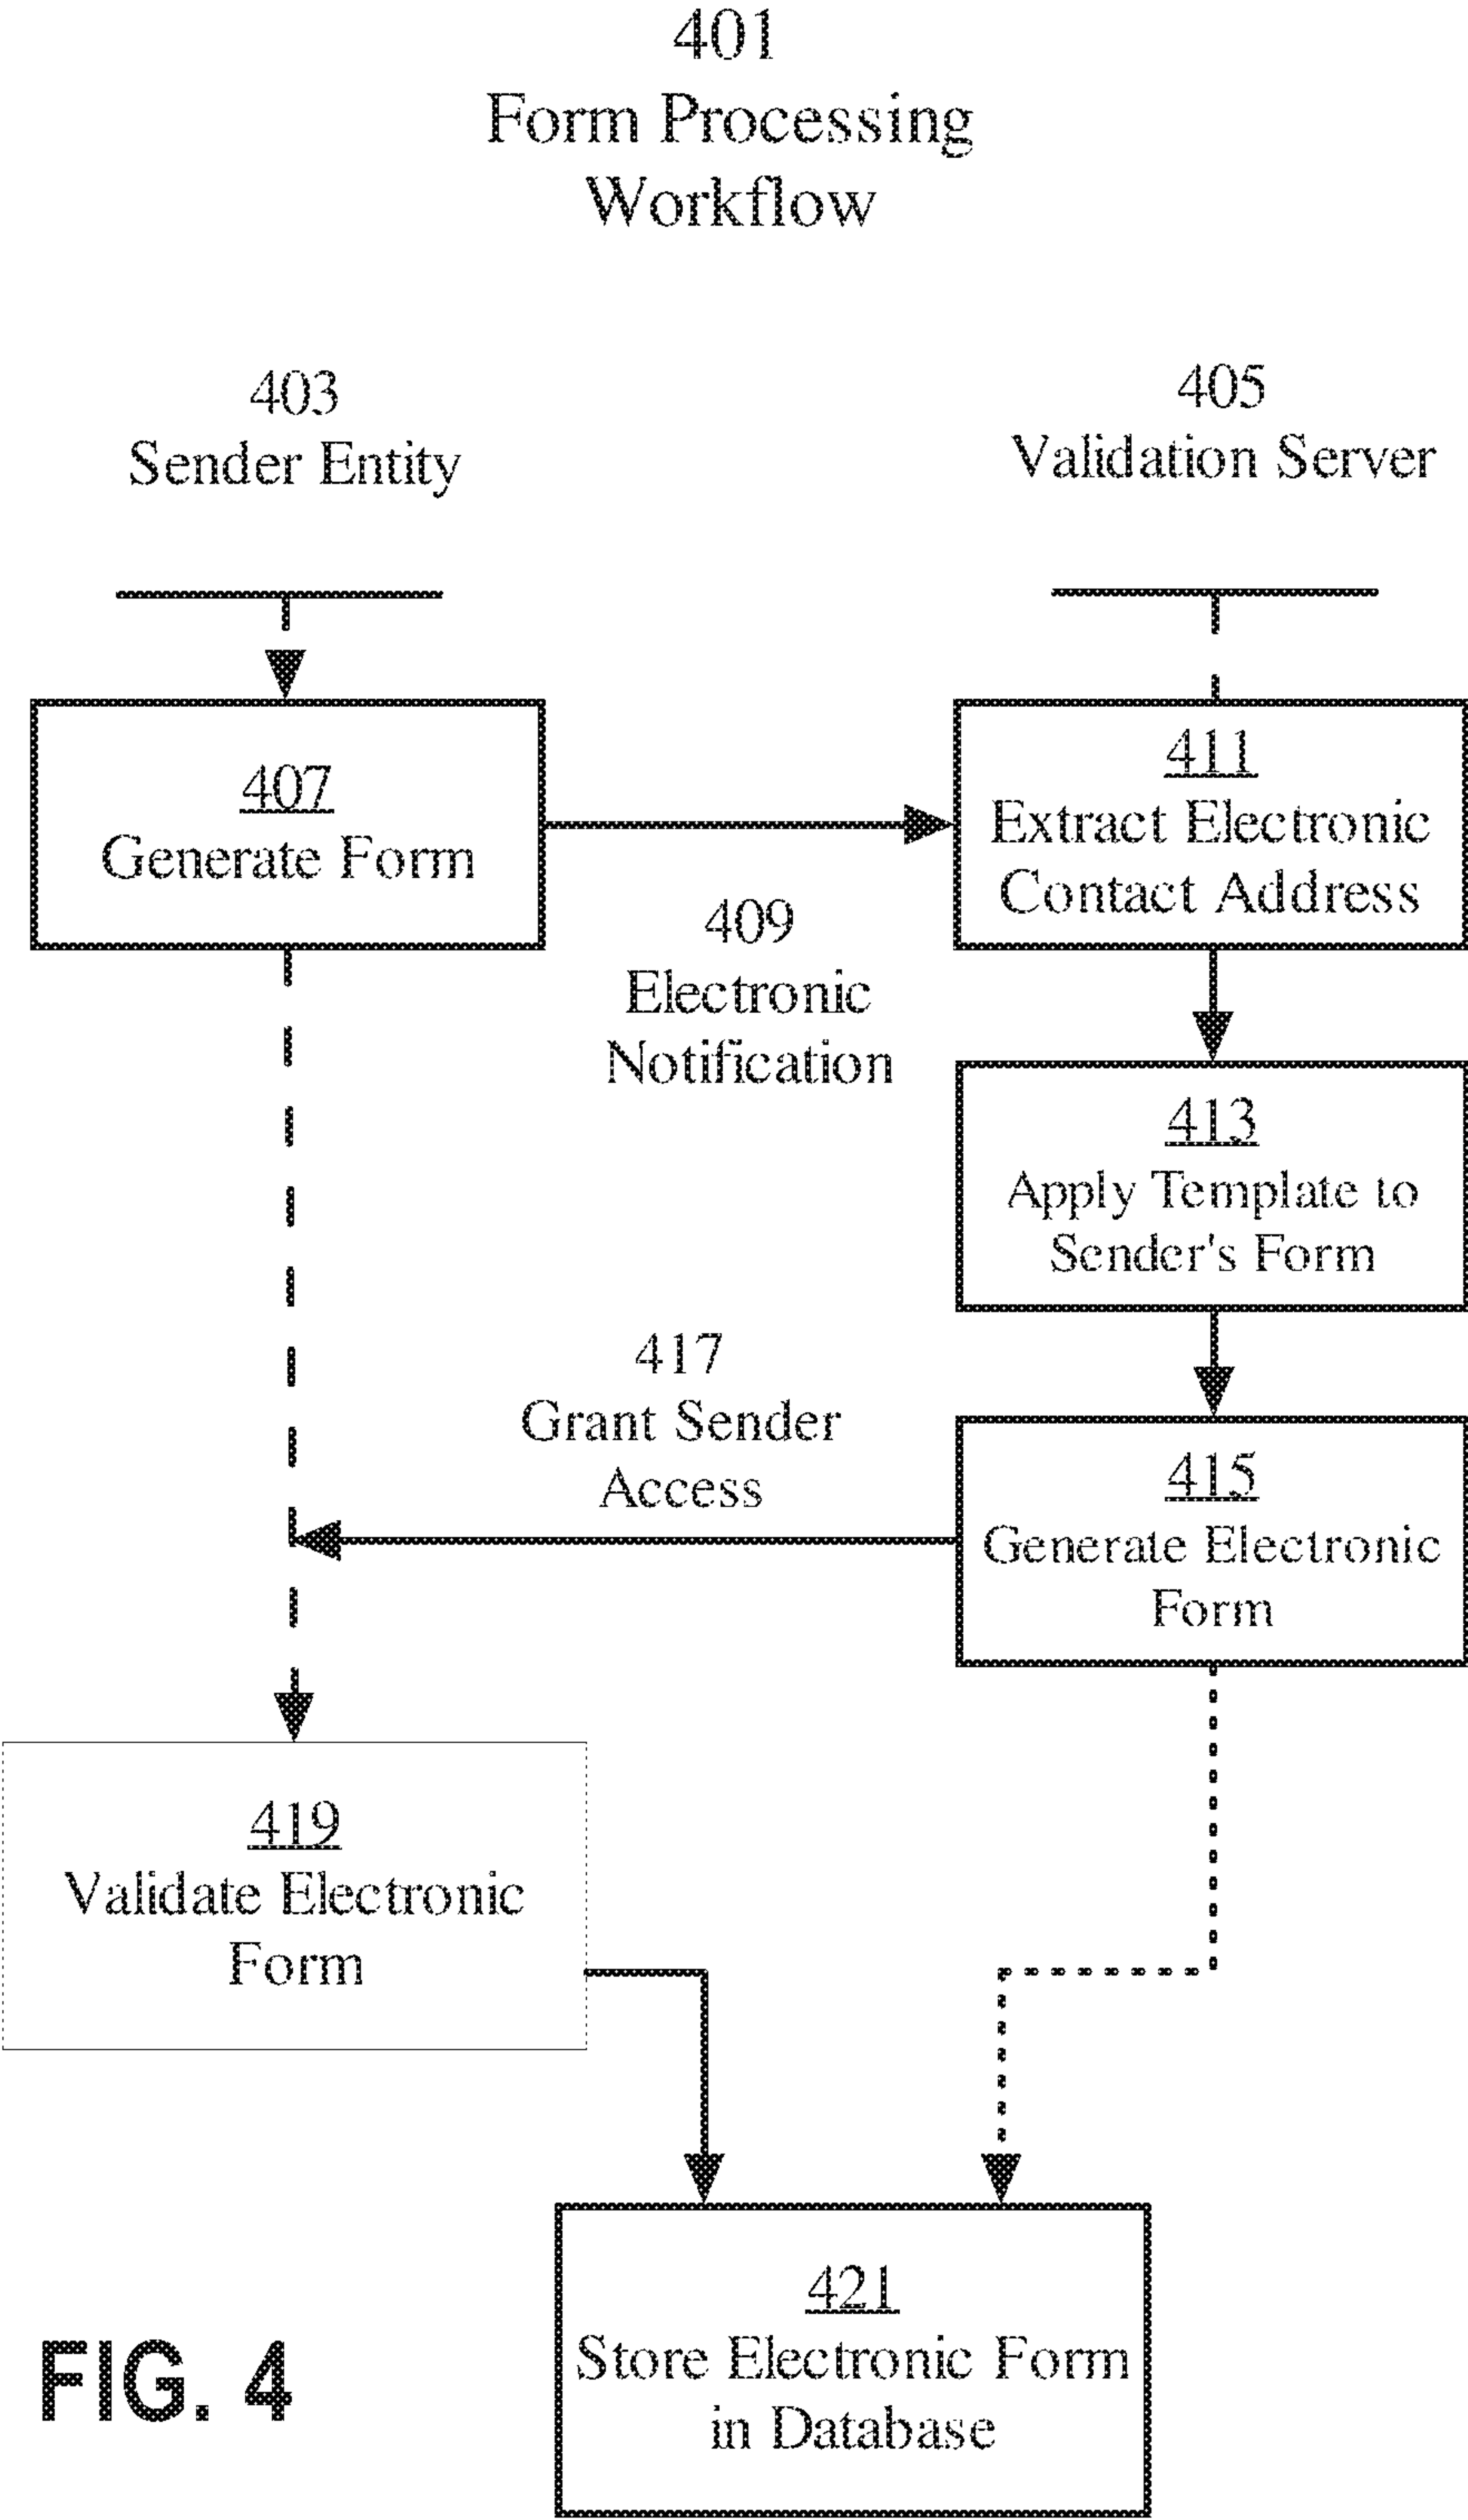 401
Form Processing
Workflow
403
Sender Entity
405
Validation Server
407
Generate Form
409
Electronic
Notification
411
Extract Electronic
Contact Address
413
Apply Template to
Sender's Form
417
Grant Sender
Access
415
Generate Electronic
Form
419
Validate Electronic
Form
421
Store Electronic Form
in Database
FIG. 4